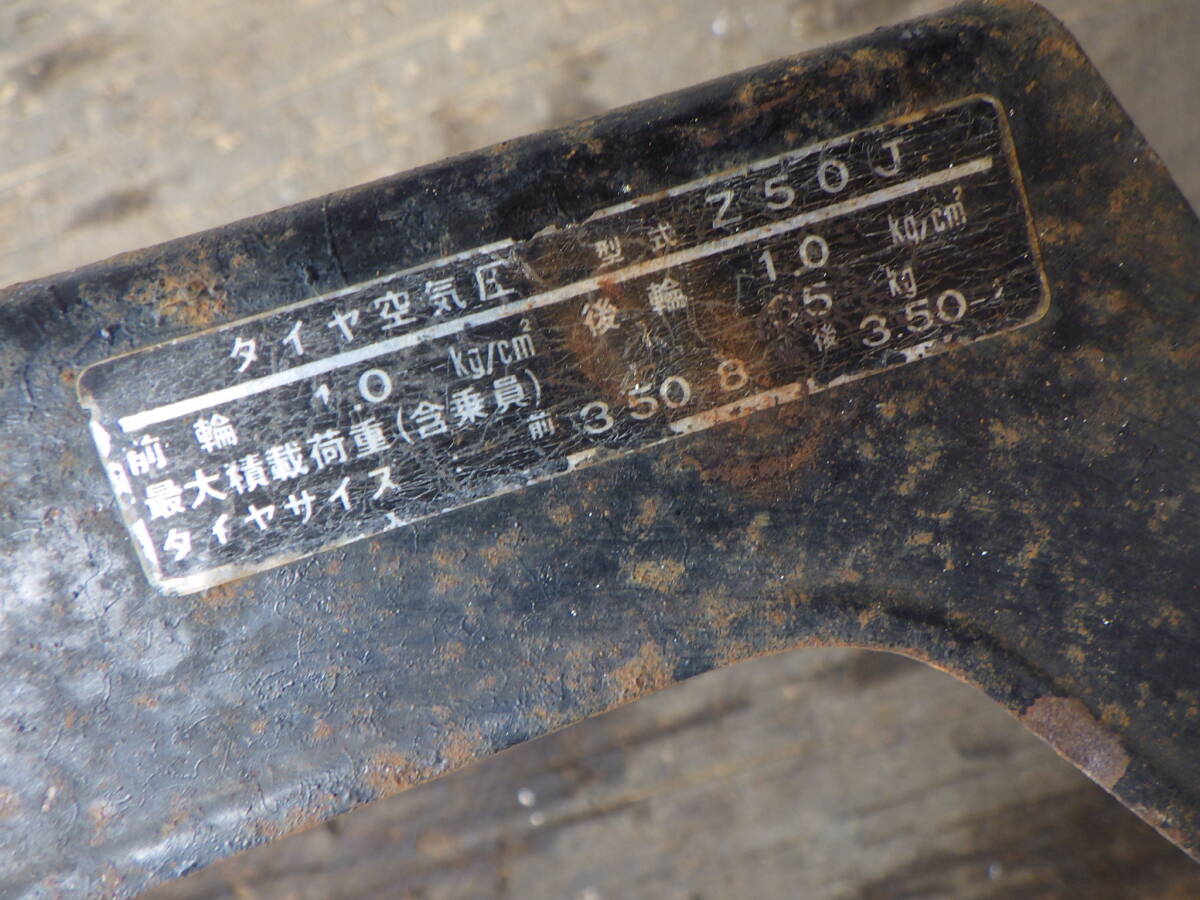 タイヤ空気圧 型式 Z50J
前輪 1.0 kg/cm² 後輪 1.0 kg/cm²
最大積載荷重(含乗員) 5 kg
タイヤサイズ 前 3.50 8 後 3.50